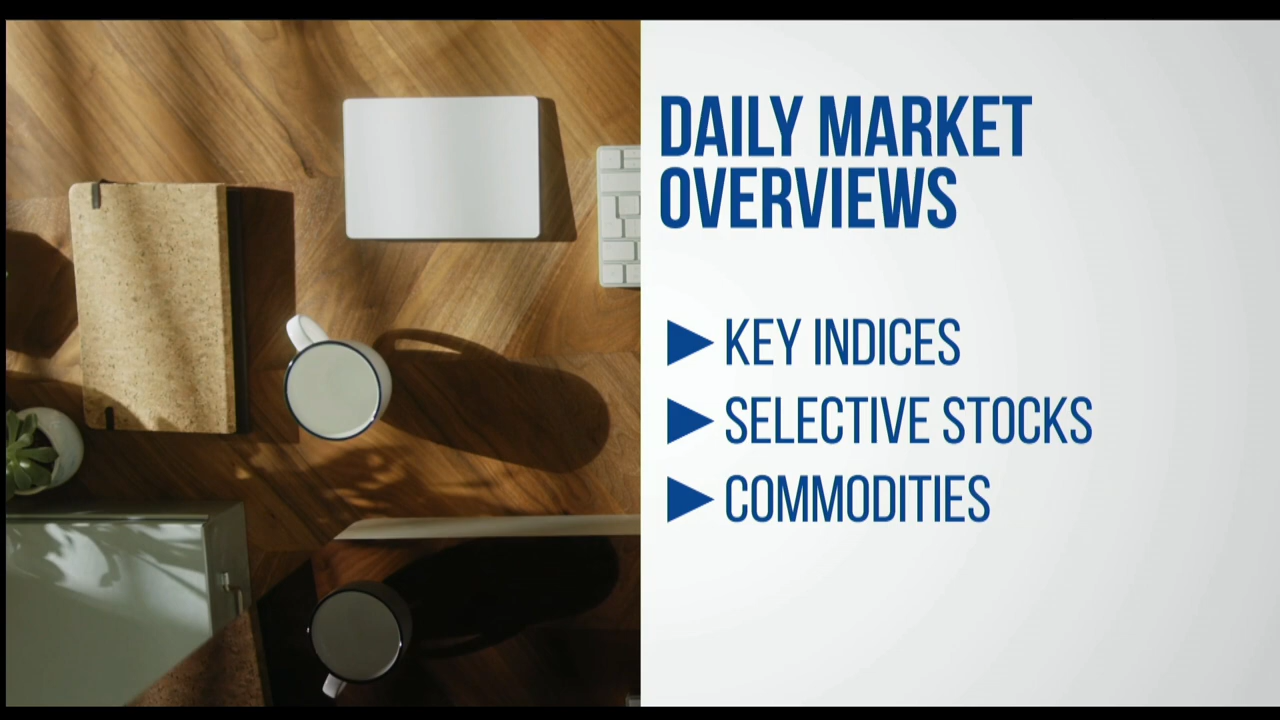 DAILY MARKET
OVERVIEWS
KEY INDICES
SELECTIVE STOCKS
COMMODITIES